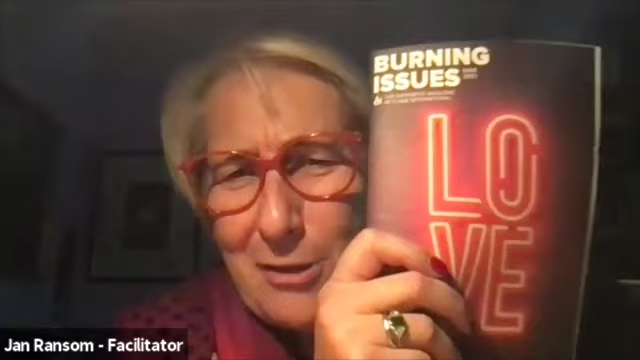 BURNING
ISSUES
LO
VE
Jan Ransom - Facilitator